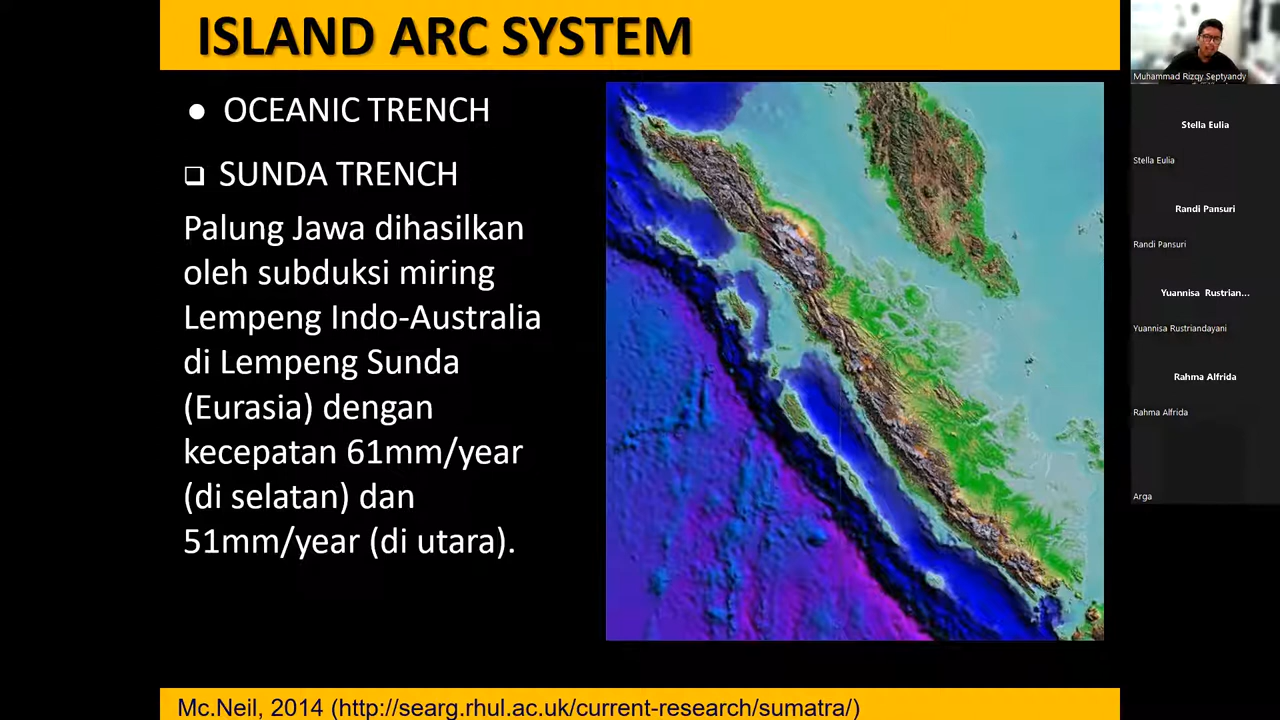 ISLAND ARC SYSTEM
● OCEANIC TRENCH
❑ SUNDA TRENCH
Palung Jawa dihasilkan
oleh subduksi miring
Lempeng Indo-Australia
di Lempeng Sunda
(Eurasia) dengan
kecepatan 61mm/year
(di selatan) dan
51mm/year (di utara).
Mc.Neil, 2014 (http://searg.rhul.ac.uk/current-research/sumatra/)
Muhammad Rizqy Septyandy
Stella Eulia
Stella Eulia
Randi Pansuri
Randi Pansuri
Yuannisa Rustrian...
Yuannisa Rustriandayani
Rahma Alfrida
Rahma Alfrida
Arga